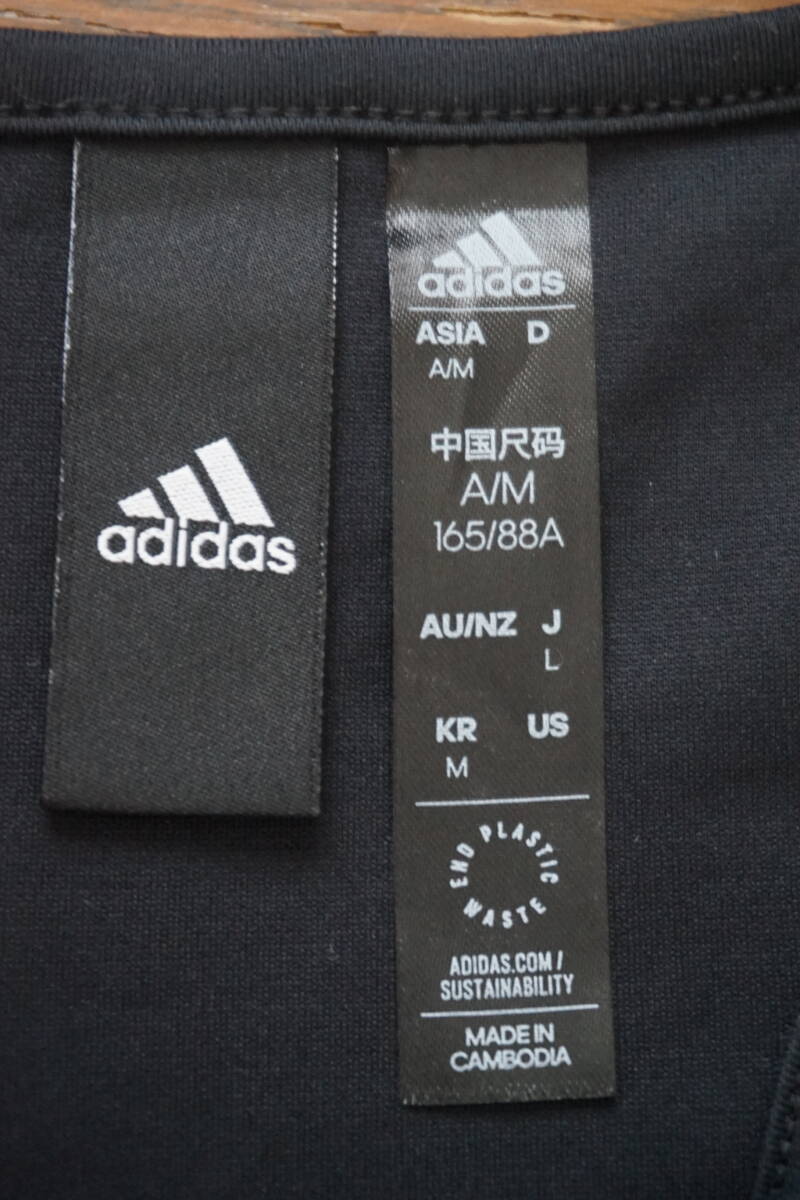 adidas
adidas
ASIA D
A/M
中国尺码
A/M
165/88A
AU/NZ J
L
KR US
M
END PLASTIC WASTE
ADIDAS.COM/
SUSTAINABILITY
MADE IN
CAMBODIA